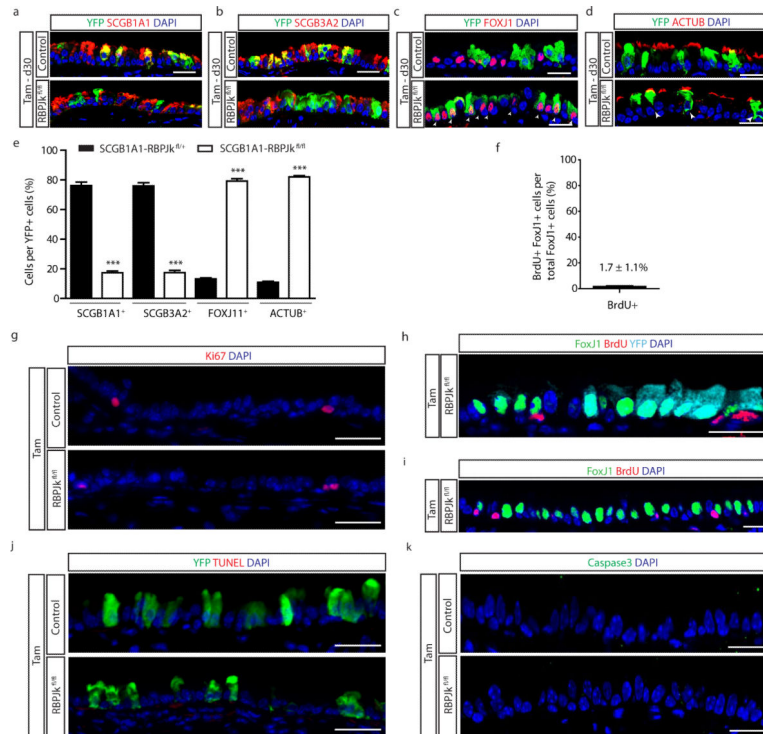 a
YFP SCGB1A1 DAPI
Tam - d30
Control
RBPJk fl/fl
b
YFP SCGB3A2 DAPI
Tam - d30
Control
RBPJk fl/fl
c
YFP FOXJ1 DAPI
Tam - d30
Control
RBPJk fl/fl
d
YFP ACTUB DAPI
Tam - d30
Control
RBPJk fl/fl
e
SCGB1A1-RBPJk fl/+
SCGB1A1-RBPJk fl/fl
Cells per YFP+ cells (%)
100
80
60
40
20
0
***
***
***
***
SCGB1A1+
SCGB3A2+
FOXJ11+
ACTUB+
f
BrdU+ FoxJ1+ cells per
total FoxJ1+ cells (%)
100
80
60
40
20
0
1.7 ± 1.1%
BrdU+
g
Ki67 DAPI
Tam
Control
RBPJk fl/fl
h
FoxJ1 BrdU YFP
Tam
RBPJk fl/fl
i
FoxJ1 BrdU DAPI
Tam
RBPJk fl/fl
j
YFP TUNEL DAPI
Tam
Control
RBPJk fl/fl
k
Caspase3 DAPI
Tam
Control
RBPJk fl/fl